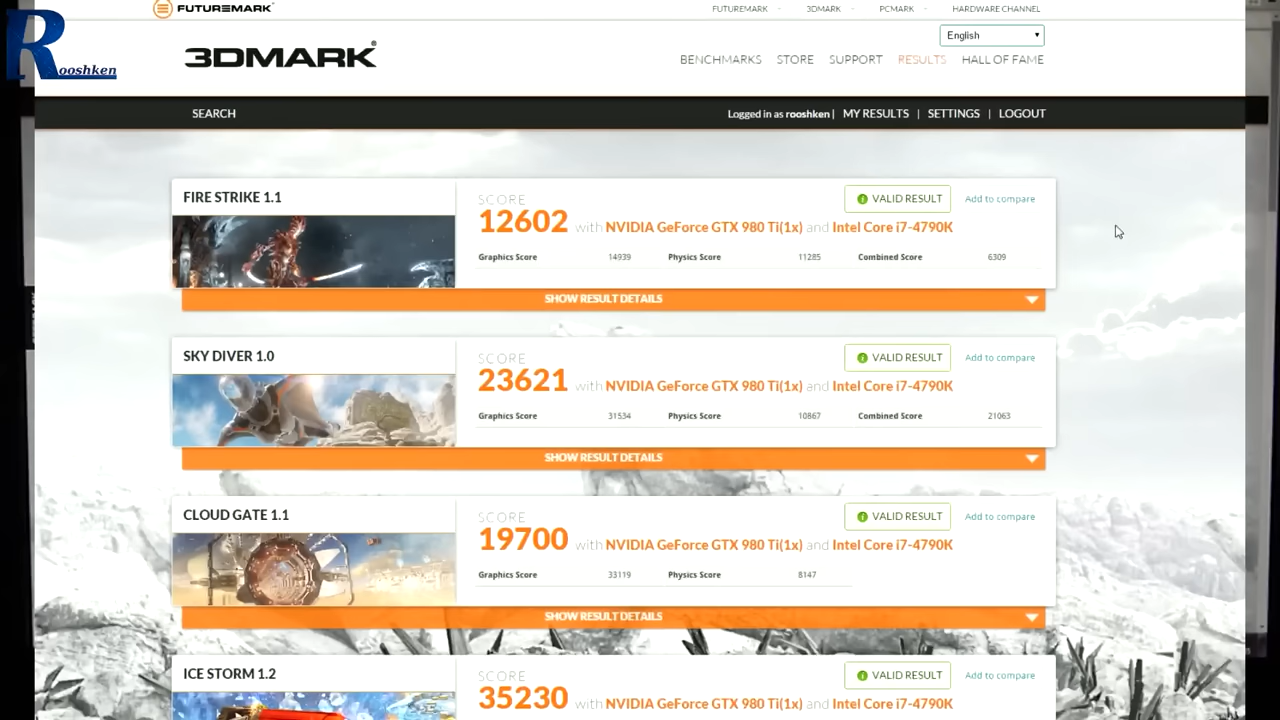 FUTUREMARK
FUTUREMARK 3DMARK PCMARK HARDWARE CHANNEL
Rooshken
3DMARK®
English
BENCHMARKS STORE SUPPORT RESULTS HALL OF FAME
SEARCH
Logged in as rooshken | MY RESULTS | SETTINGS | LOGOUT
FIRE STRIKE 1.1
SCORE
VALID RESULT Add to compare
12602 with NVIDIA GeForce GTX 980 Ti(1x) and Intel Core i7-4790K
Graphics Score 14939 Physics Score 11285 Combined Score 6309
SHOW RESULT DETAILS
SKY DIVER 1.0
SCORE
VALID RESULT Add to compare
23621 with NVIDIA GeForce GTX 980 Ti(1x) and Intel Core i7-4790K
Graphics Score 31534 Physics Score 10867 Combined Score 21063
SHOW RESULT DETAILS
CLOUD GATE 1.1
SCORE
VALID RESULT Add to compare
19700 with NVIDIA GeForce GTX 980 Ti(1x) and Intel Core i7-4790K
Graphics Score 33119 Physics Score 8147
SHOW RESULT DETAILS
ICE STORM 1.2
SCORE
VALID RESULT Add to compare
35230 with NVIDIA GeForce GTX 980 Ti(1x) and Intel Core i7-4790K